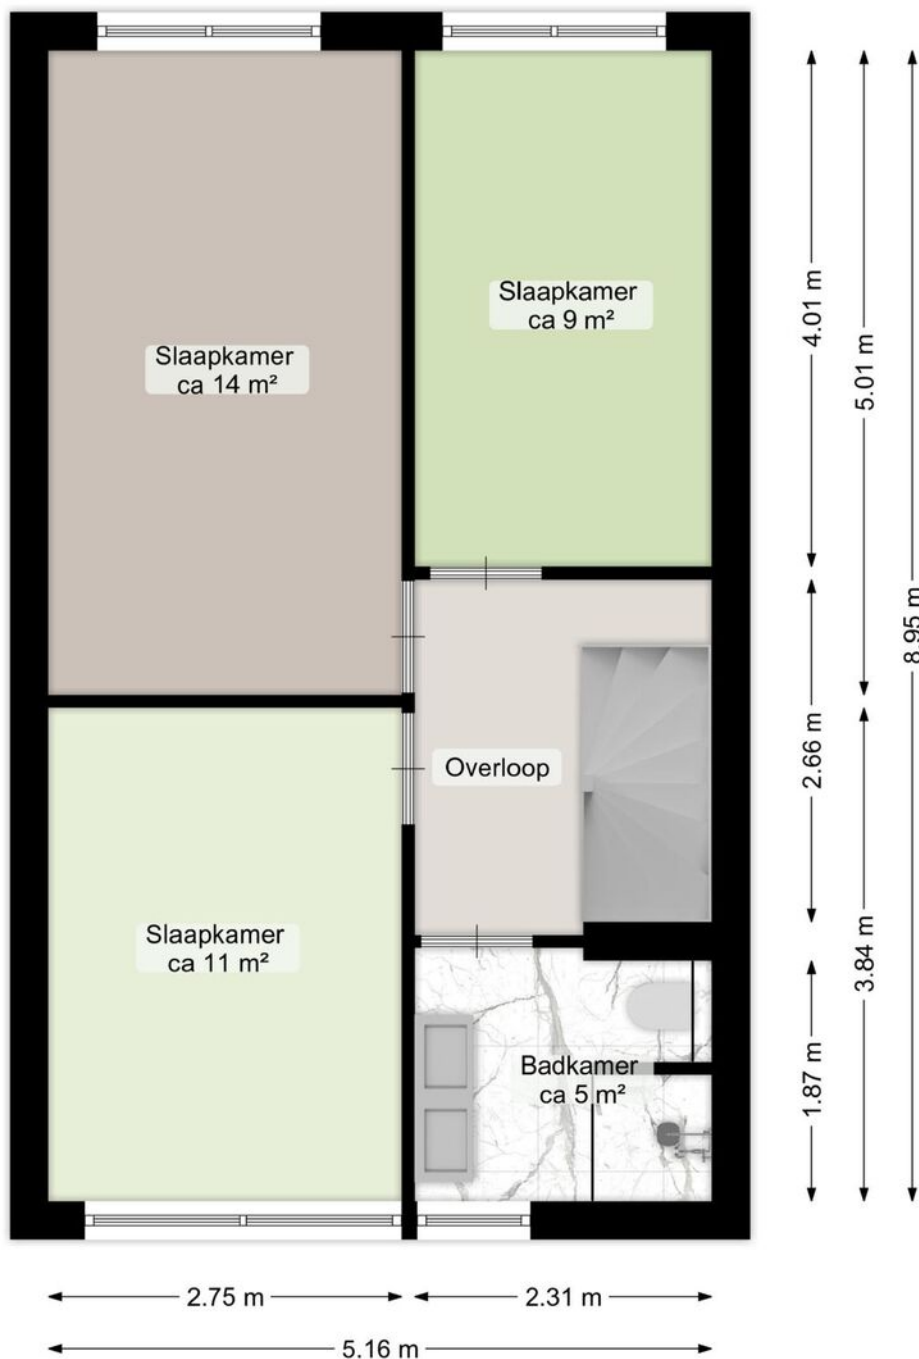 Slaapkamer
ca 9 m²
Slaapkamer
ca 14 m²
Overloop
Slaapkamer
ca 11 m²
Badkamer
ca 5 m²
4.01 m
5.01 m
8.95 m
2.66 m
3.84 m
1.87 m
2.75 m
2.31 m
5.16 m